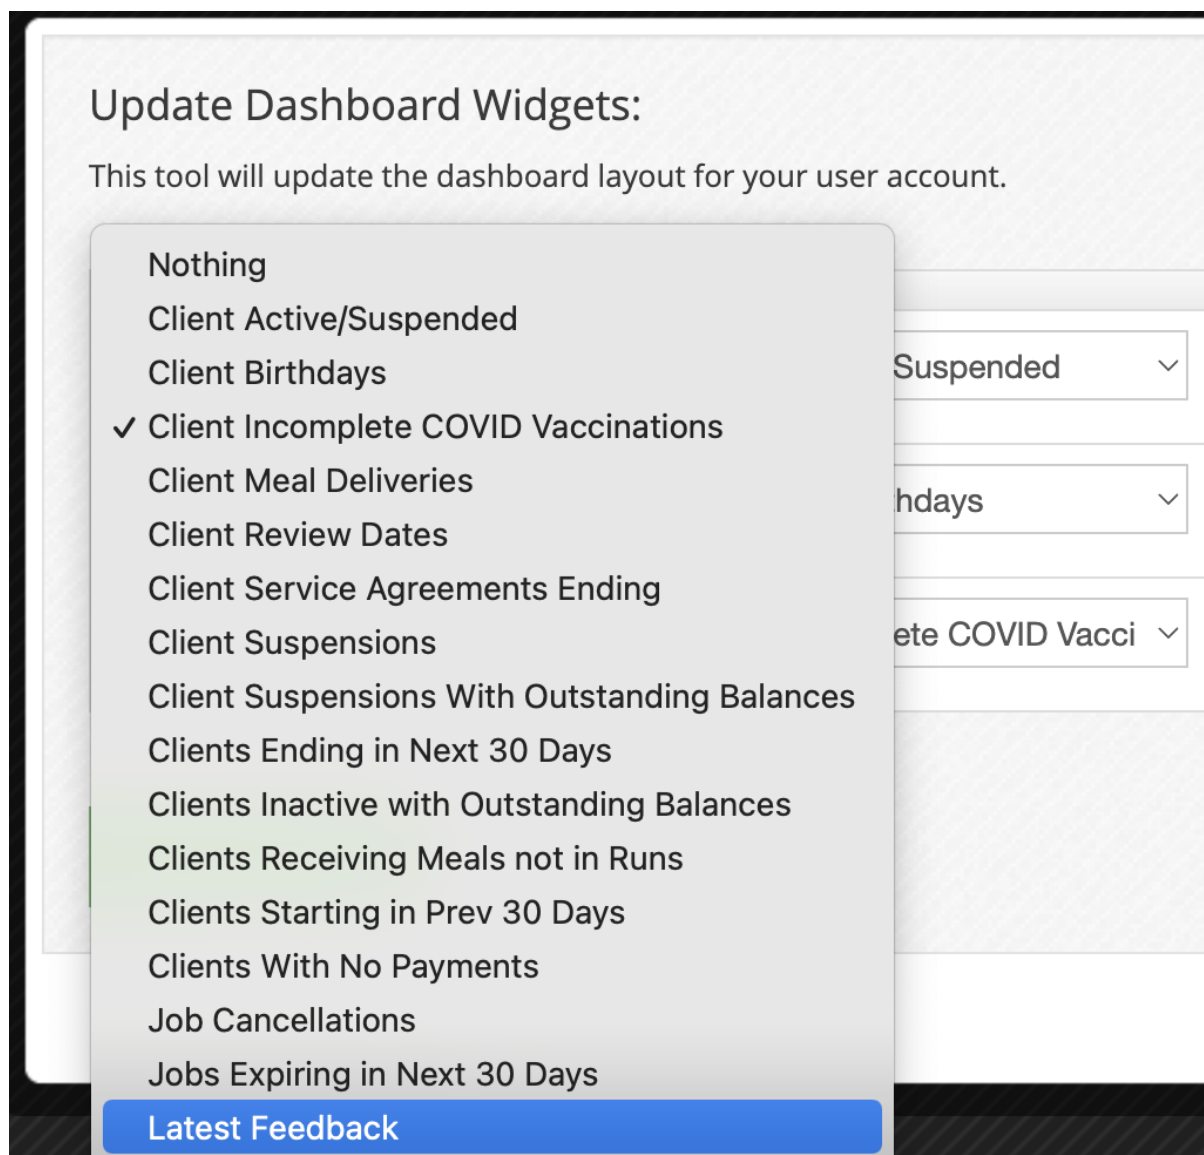 Update Dashboard Widgets:
This tool will update the dashboard layout for your user account.
Nothing
Client Active/Suspended
Client Birthdays
✓ Client Incomplete COVID Vaccinations
Client Meal Deliveries
Client Review Dates
Client Service Agreements Ending
Client Suspensions
Client Suspensions With Outstanding Balances
Clients Ending in Next 30 Days
Clients Inactive with Outstanding Balances
Clients Receiving Meals not in Runs
Clients Starting in Prev 30 Days
Clients With No Payments
Job Cancellations
Jobs Expiring in Next 30 Days
Latest Feedback
Suspended
hdays
ete COVID Vacci